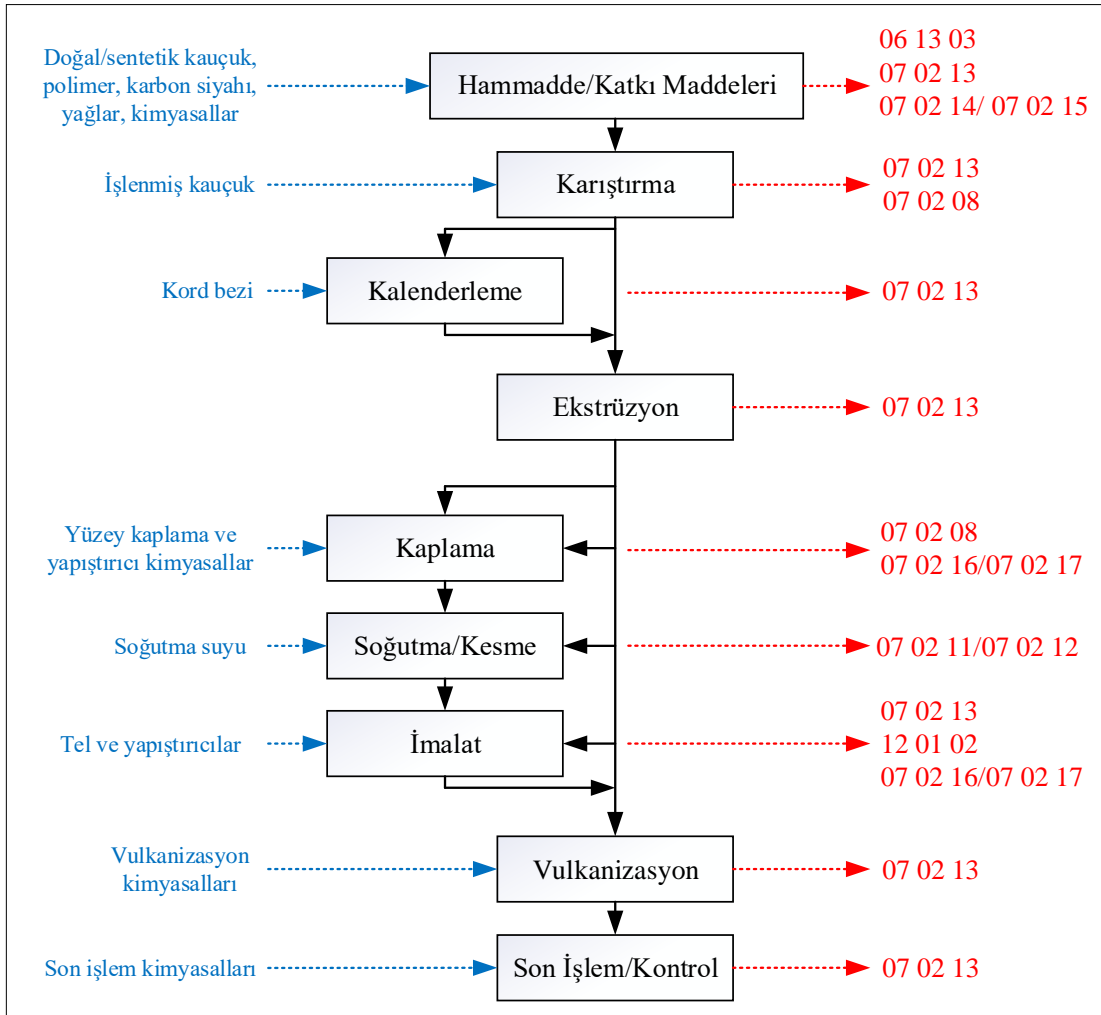 Doğal/sentetik kauçuk,
polimer, karbon siyahı,
yağlar, kimyasallar
Hammadde/Katkı Maddeleri
06 13 03
07 02 13
07 02 14/ 07 02 15
İşlenmiş kauçuk
Karıştırma
07 02 13
07 02 08
Kord bezi
Kalenderleme
07 02 13
Ekstrüzyon
07 02 13
Yüzey kaplama ve
yapıştırıcı kimyasallar
Kaplama
07 02 08
07 02 16/07 02 17
Soğutma suyu
Soğutma/Kesme
07 02 11/07 02 12
Tel ve yapıştırıcılar
İmalat
07 02 13
12 01 02
07 02 16/07 02 17
Vulkanizasyon
kimyasalları
Vulkanizasyon
07 02 13
Son işlem kimyasalları
Son İşlem/Kontrol
07 02 13